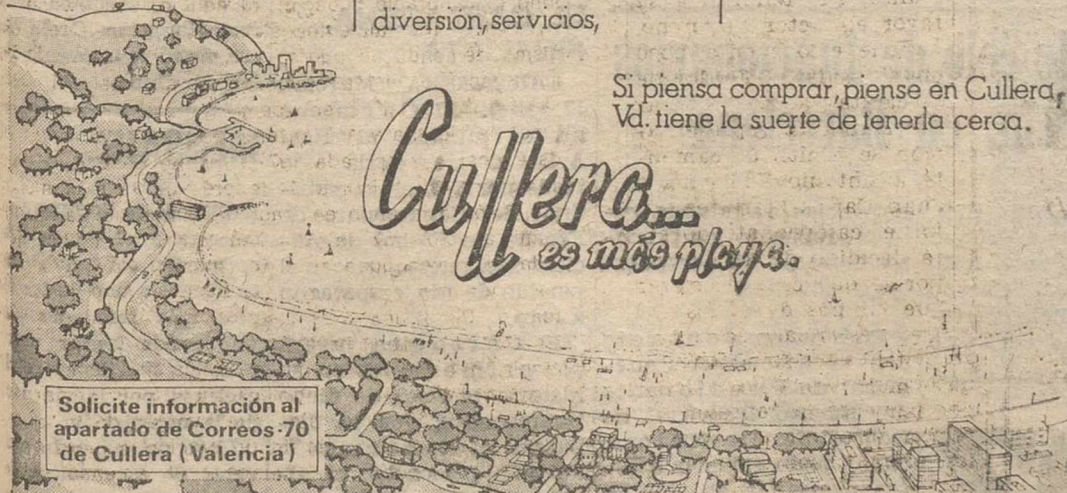 diversión, servicios,
Si piensa comprar, piense en Cullera,
Vd. tiene la suerte de tenerla cerca.
Cullera...
es más playa.
Solicite información al
apartado de Correos 70
de Cullera (Valencia)